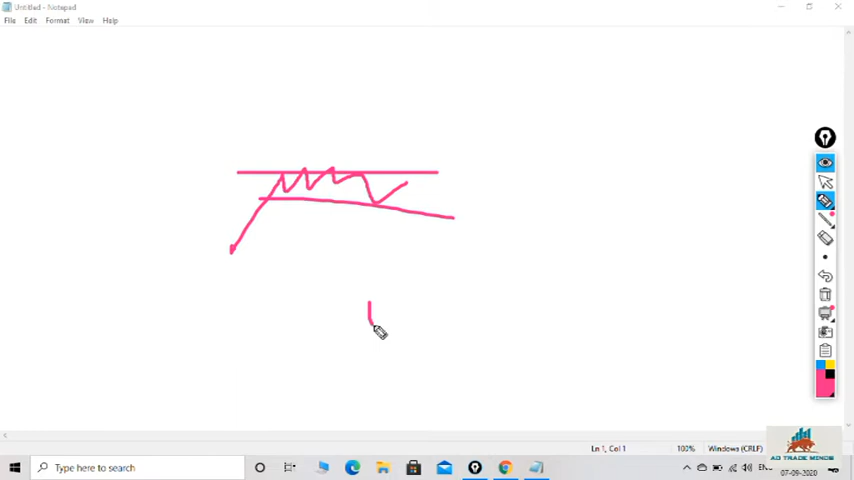 Untitled - Notepad
File Edit Format View Help
Ln 1, Col 1 100% Windows (CRLF)
AD TRADE MINDS
Type here to search
07-09-2020